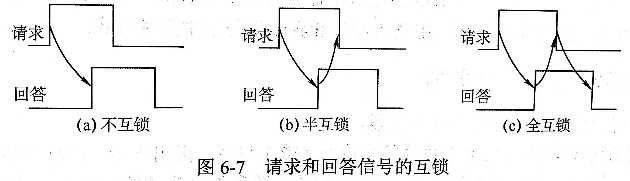 请求 请求 请求
回答 回答 回答
(a) 不互锁 (b) 半互锁 (c) 全互锁
图 6-7 请求和回答信号的互锁